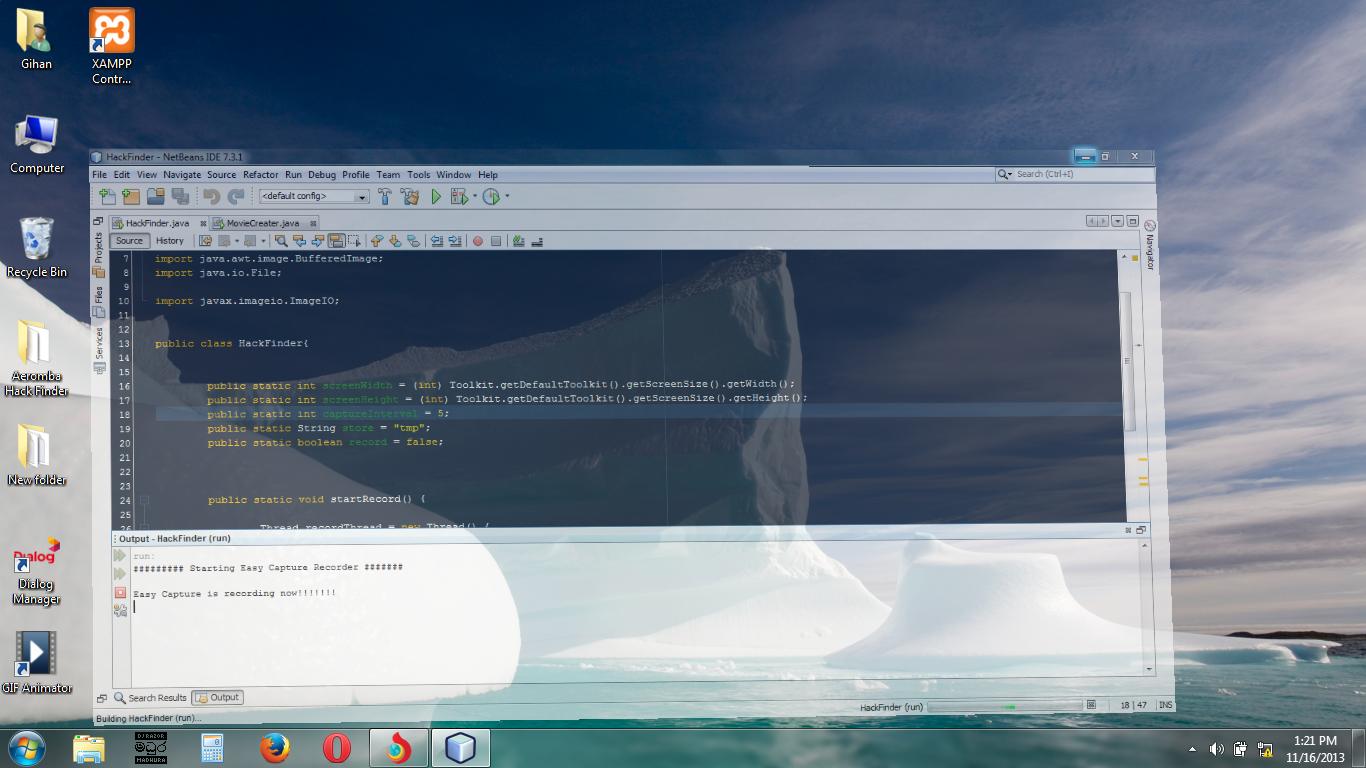 Gihan
XAMPP
Contr...
Computer
Recycle Bin
Aeromba
Hack Finder
New folder
Dialog
Dialog
Manager
GIF Animator
HackFinder - NetBeans IDE 7.3.1
File Edit View Navigate Source Refactor Run Debug Profile Team Tools Window Help
Search (Ctrl+I)
<default config>
HackFinder.java MovieCreater.java
Source History
Projects
Files
Services
Navigator
7 import java.awt.image.BufferedImage;
8 import java.io.File;
9
10 import javax.imageio.ImageIO;
11
12
13 public class HackFinder{
14
15
16 public static int screenWidth = (int) Toolkit.getDefaultToolkit().getScreenSize().getWidth();
17 public static int screenHeight = (int) Toolkit.getDefaultToolkit().getScreenSize().getHeight();
18 public static int captureInterval = 5;
19 public static String store = "tmp";
20 public static boolean record = false;
21
22
23
24 public static void startRecord() {
25
26 Thread recordThread = new Thread() {
Output - HackFinder (run)
run:
######### Starting Easy Capture Recorder #######
Easy Capture is recording now!!!!!!!
Search Results Output
Building HackFinder (run)...
HackFinder (run)
18 | 47 INS
DJ RAZOR
MADHURA
1:21 PM
11/16/2013